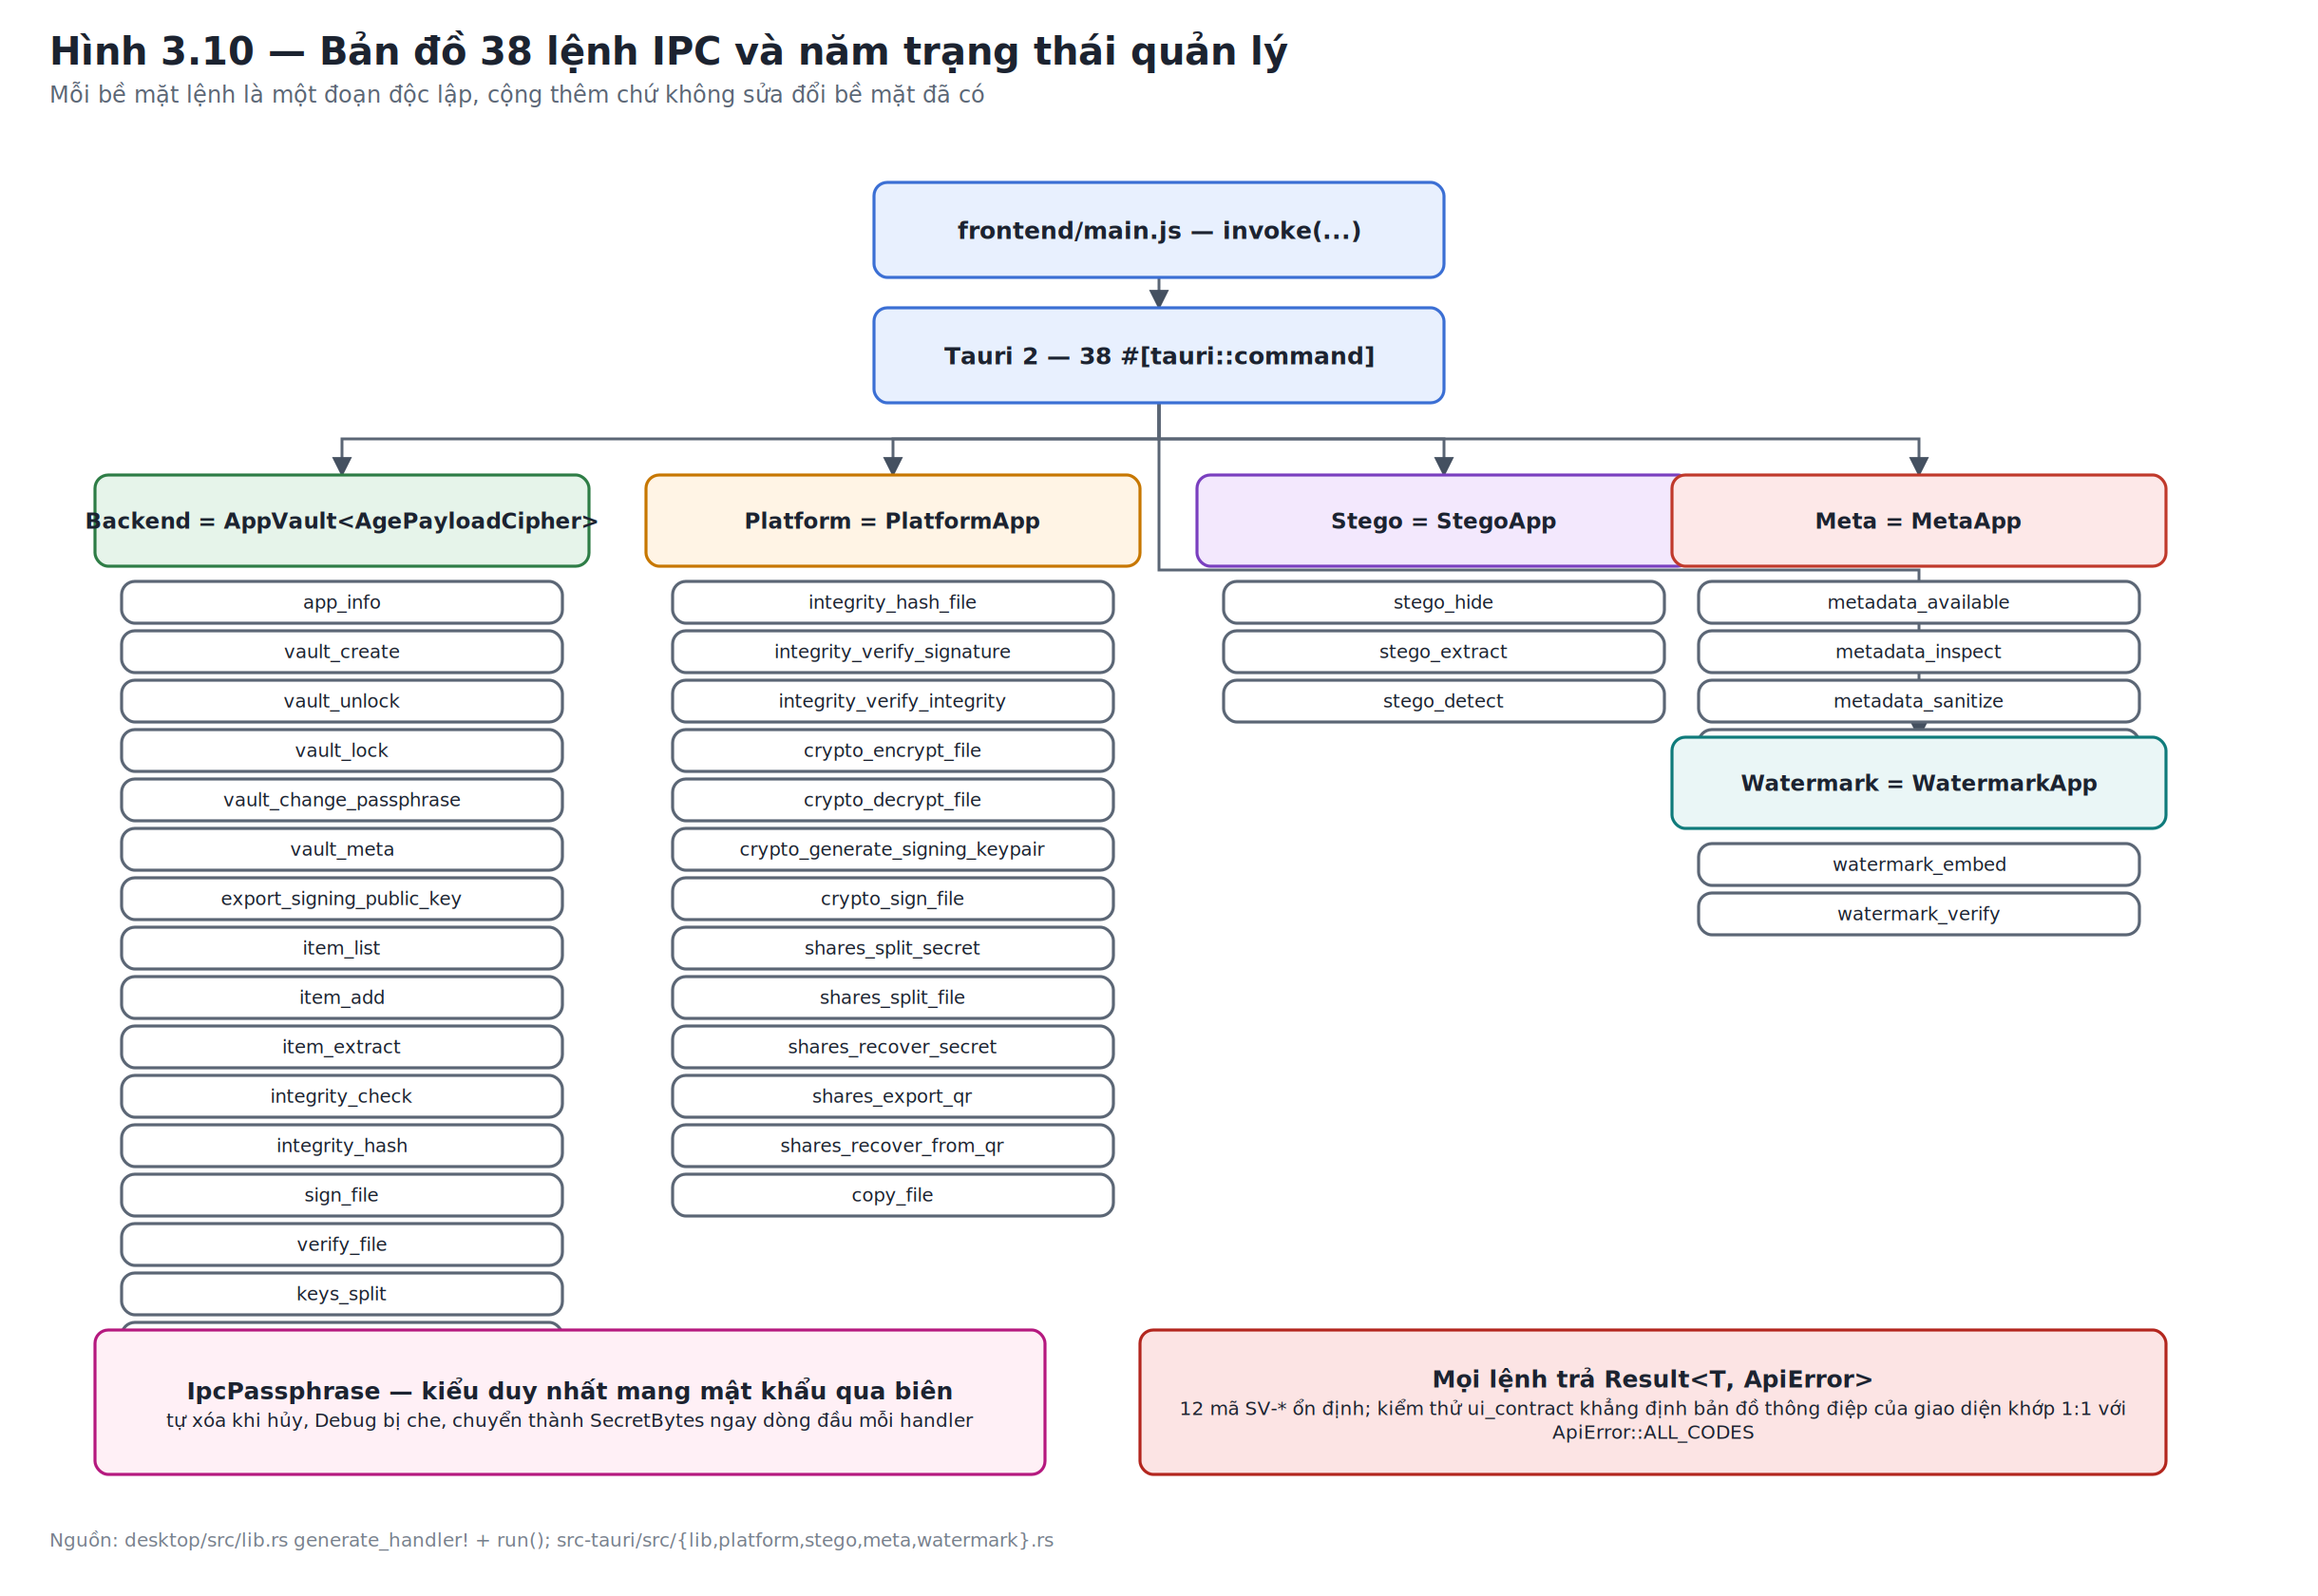 Hình 3.10 — Bản đồ 38 lệnh IPC và năm trạng thái quản lý
Mỗi bề mặt lệnh là một đoạn độc lập, cộng thêm chứ không sửa đổi bề mặt đã có
frontend/main.js — invoke(...)
Tauri 2 — 38 #[tauri::command]
Backend = AppVault<AgePayloadCipher>
app_info
vault_create
vault_unlock
vault_lock
vault_change_passphrase
vault_meta
export_signing_public_key
item_list
item_add
item_extract
integrity_check
integrity_hash
sign_file
verify_file
keys_split
Platform = PlatformApp
integrity_hash_file
integrity_verify_signature
integrity_verify_integrity
crypto_encrypt_file
crypto_decrypt_file
crypto_generate_signing_keypair
crypto_sign_file
shares_split_secret
shares_split_file
shares_recover_secret
shares_export_qr
shares_recover_from_qr
copy_file
Stego = StegoApp
stego_hide
stego_extract
stego_detect
Meta = MetaApp
metadata_available
metadata_inspect
metadata_sanitize
Watermark = WatermarkApp
watermark_embed
watermark_verify
IpcPassphrase — kiểu duy nhất mang mật khẩu qua biên
tự xóa khi hủy, Debug bị che, chuyển thành SecretBytes ngay dòng đầu mỗi handler
Mọi lệnh trả Result<T, ApiError>
12 mã SV-* ổn định; kiểm thử ui_contract khẳng định bản đồ thông điệp của giao diện khớp 1:1 với
ApiError::ALL_CODES
Nguồn: desktop/src/lib.rs generate_handler! + run(); src-tauri/src/{lib,platform,stego,meta,watermark}.rs